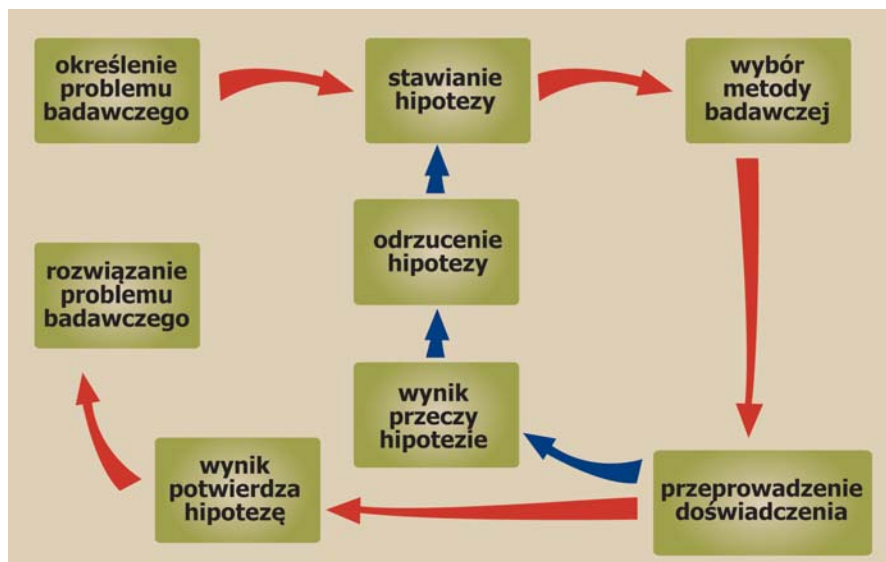 określenie
problemu
badawczego
stawianie
hipotezy
wybór
metody
badawczej
odrzucenie
hipotezy
rozwiązanie
problemu
badawczego
wynik
przeczy
hipotezie
wynik
potwierdza
hipotezę
przeprowadzenie
doświadczenia